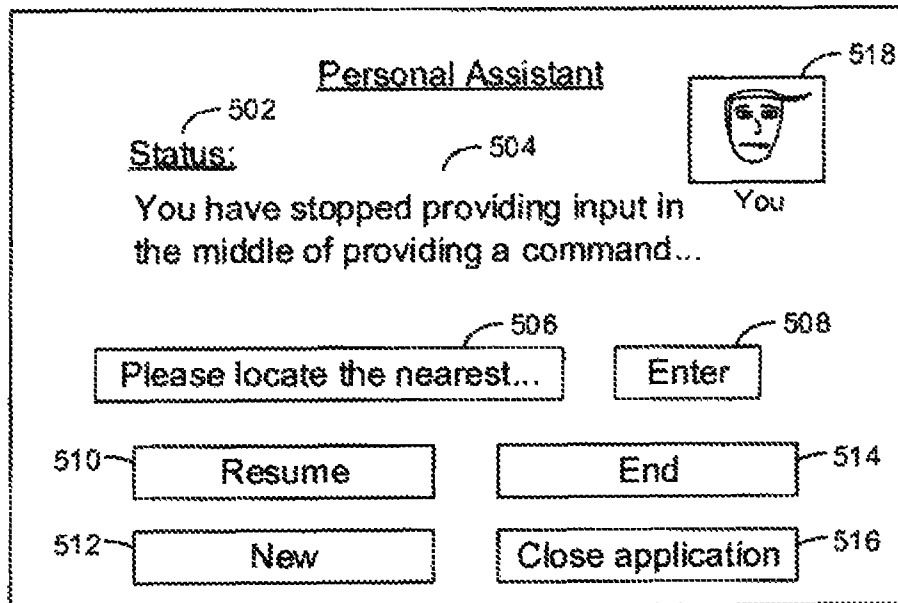 518
Personal Assistant
502
Status:
504
You
You have stopped providing input in
the middle of providing a command...
506
508
Please locate the nearest...
Enter
510
Resume
End
514
512
New
Close application
516